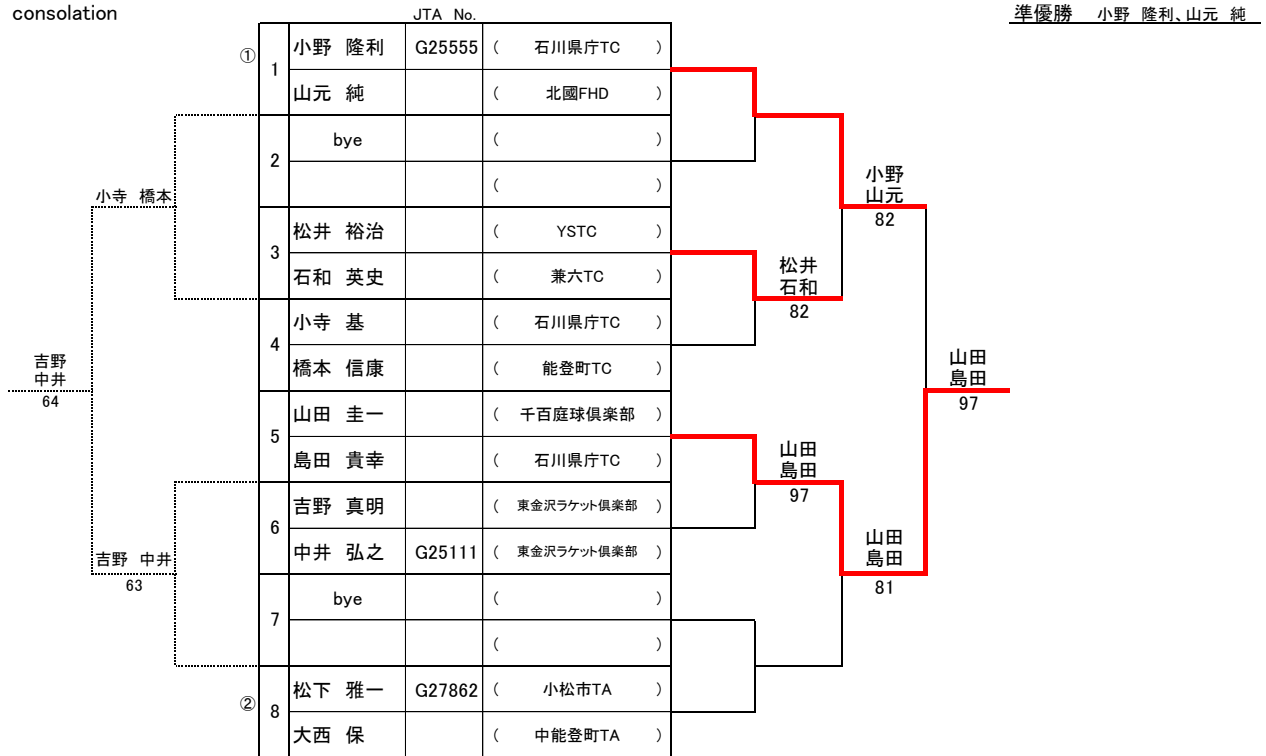 consolation
JTA No.
準優勝 小野 隆利、山元 純
① 1 小野 隆利 G25555 ( 石川県庁TC )
山元 純 ( 北國FHD )
2 bye ( )
( )
3 松井 裕治 ( YSTC )
石和 英史 ( 兼六TC )
4 小寺 基 ( 石川県庁TC )
橋本 信康 ( 能登町TC )
5 山田 圭一 ( 千百庭球倶楽部 )
島田 貴幸 ( 石川県庁TC )
6 吉野 真明 ( 東金沢ラケット倶楽部 )
中井 弘之 G25111 ( 東金沢ラケット倶楽部 )
7 bye ( )
( )
② 8 松下 雅一 G27862 ( 小松市TA )
大西 保 ( 中能登町TA )
小寺 橋本
吉野
中井
64
吉野 中井
63
小野
山元
82
松井
石和
82
山田
島田
97
山田
島田
97
山田
島田
81